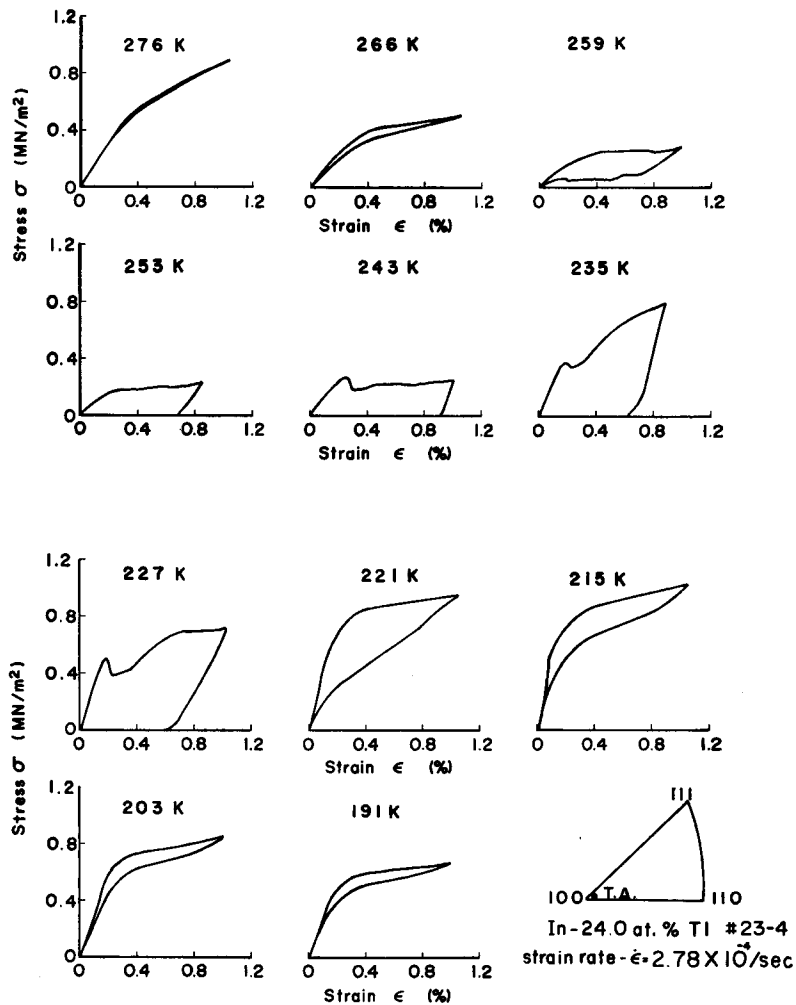 276 K
266 K
259 K
1.2
0.8
0.4
0
Stress σ (MN/m²)
0 0.4 0.8 1.2
0 0.4 0.8 1.2
0 0.4 0.8 1.2
Strain ε (%)
253 K
243 K
235 K
1.2
0.4
0
0 0.4 0.8 1.2
0 0.4 0.8 1.2
0 0.4 0.8 1.2
Strain ε (%)
227 K
221 K
215 K
1.2
0.8
0.4
0
Stress σ (MN/m²)
0 0.4 0.8 1.2
0 0.4 0.8 1.2
0 0.4 0.8 1.2
Strain ε (%)
203 K
191 K
1.2
0.8
0.4
0
0 0.4 0.8 1.2
0 0.4 0.8 1.2
Strain ε (%)
111
100 T.A. 110
In-24.0 at. % Tl #23-4
strain rate - ε̇=2.78 X 10⁻⁴/sec